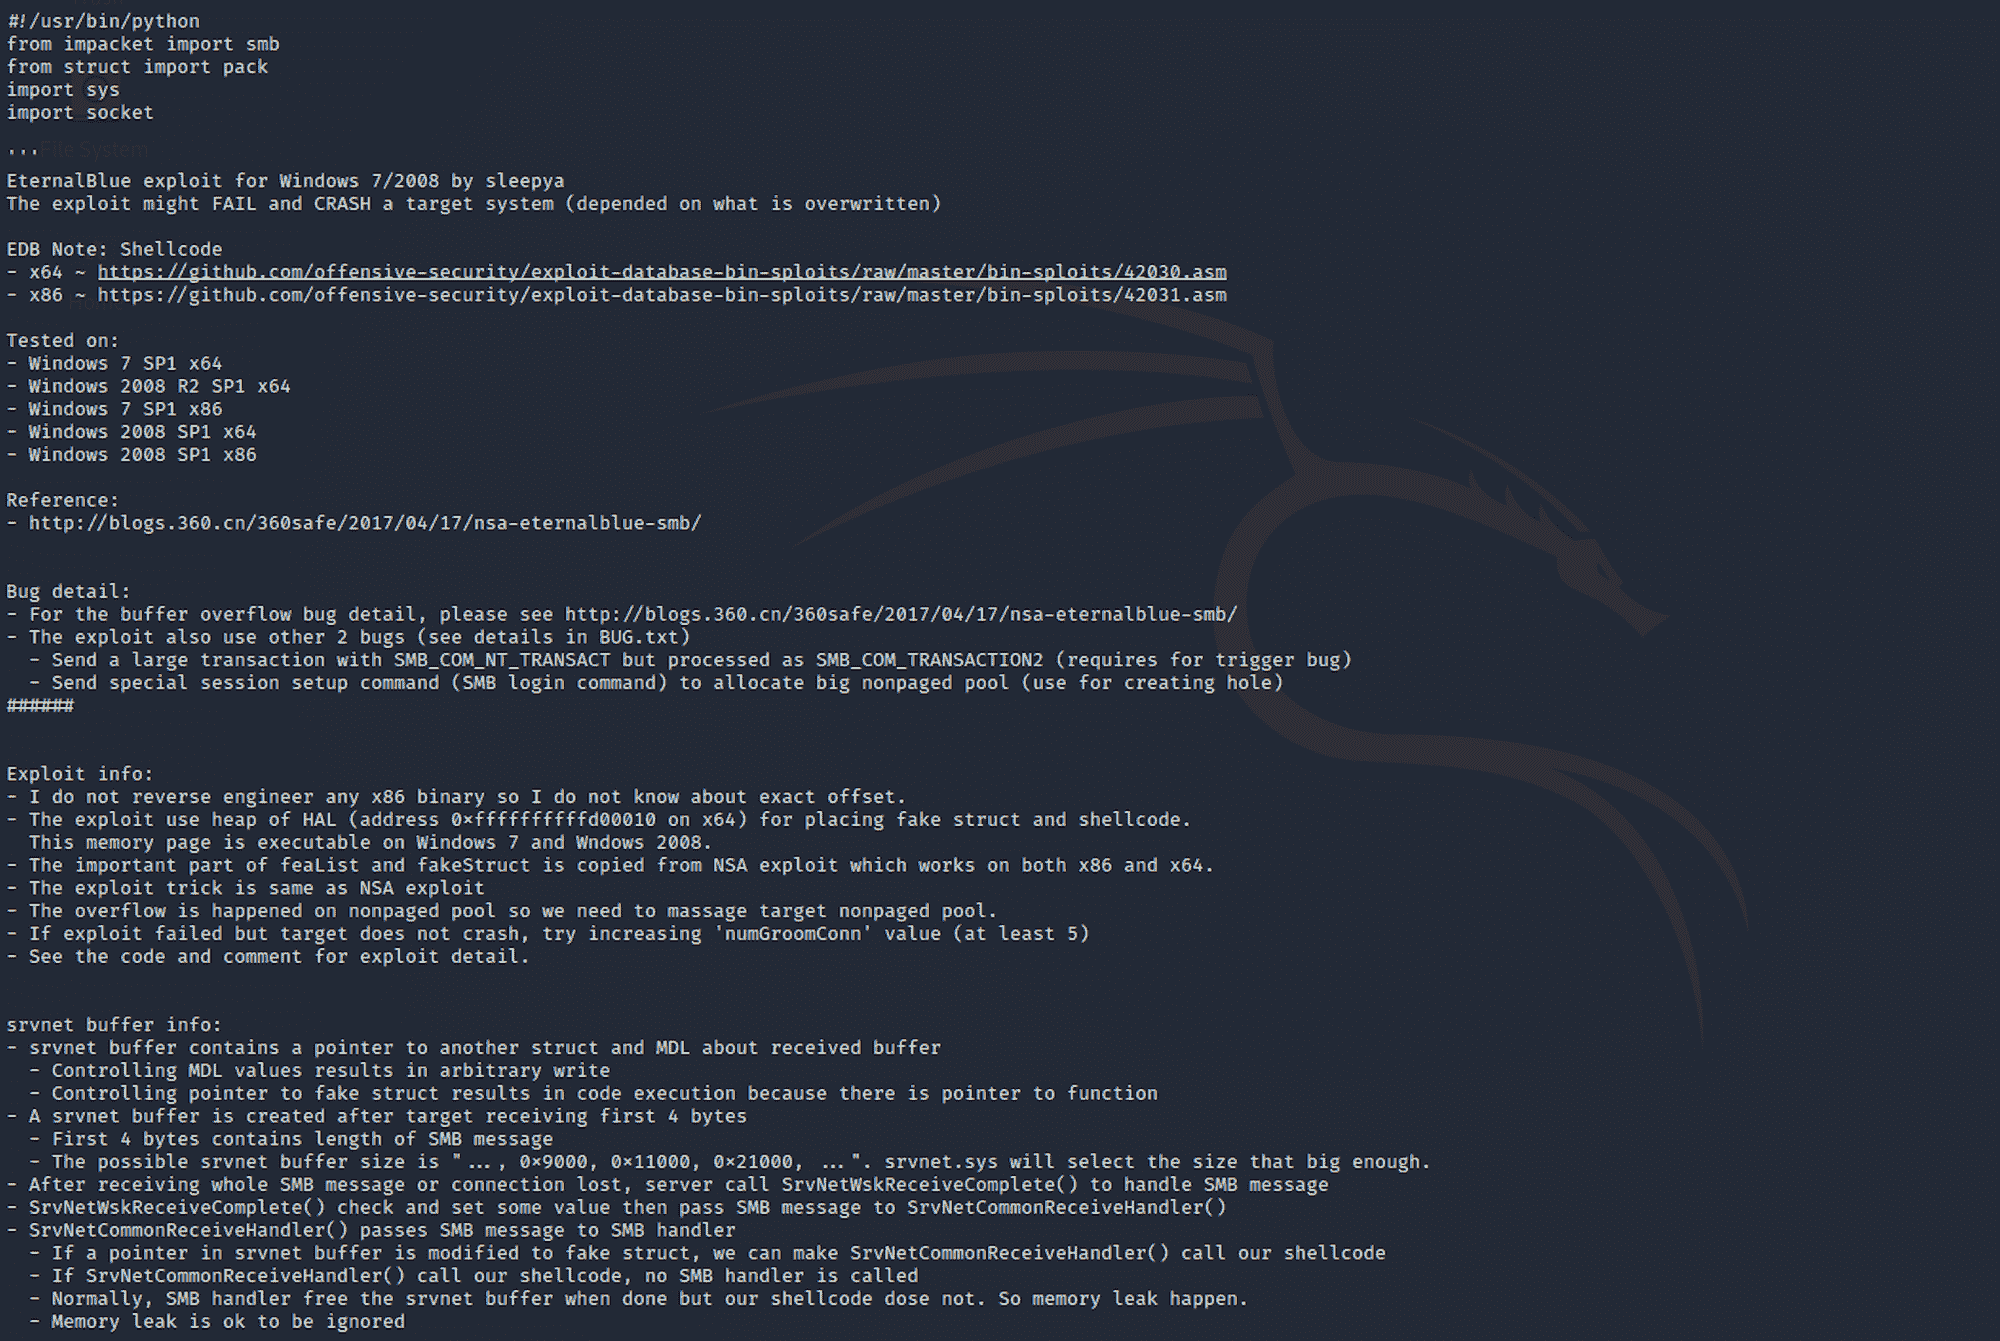 #!/usr/bin/python
from impacket import smb
from struct import pack
import sys
import socket
'''
File System
EternalBlue exploit for Windows 7/2008 by sleepya
The exploit might FAIL and CRASH a target system (depended on what is overwritten)
EDB Note: Shellcode
- x64 ~ https://github.com/offensive-security/exploit-database-bin-sploits/raw/master/bin-sploits/42030.asm
- x86 ~ https://github.com/offensive-security/exploit-database-bin-sploits/raw/master/bin-sploits/42031.asm
Tested on:
- Windows 7 SP1 x64
- Windows 2008 R2 SP1 x64
- Windows 7 SP1 x86
- Windows 2008 SP1 x64
- Windows 2008 SP1 x86
Reference:
- http://blogs.360.cn/360safe/2017/04/17/nsa-eternalblue-smb/
Bug detail:
- For the buffer overflow bug detail, please see http://blogs.360.cn/360safe/2017/04/17/nsa-eternalblue-smb/
- The exploit also use other 2 bugs (see details in BUG.txt)
  - Send a large transaction with SMB_COM_NT_TRANSACT but processed as SMB_COM_TRANSACTION2 (requires for trigger bug)
  - Send special session setup command (SMB login command) to allocate big nonpaged pool (use for creating hole)
######
Exploit info:
- I do not reverse engineer any x86 binary so I do not know about exact offset.
- The exploit use heap of HAL (address 0xffffffffffd00010 on x64) for placing fake struct and shellcode.
  This memory page is executable on Windows 7 and Wndows 2008.
- The important part of feaList and fakeStruct is copied from NSA exploit which works on both x86 and x64.
- The exploit trick is same as NSA exploit
- The overflow is happened on nonpaged pool so we need to massage target nonpaged pool.
- If exploit failed but target does not crash, try increasing 'numGroomConn' value (at least 5)
- See the code and comment for exploit detail.
srvnet buffer info:
- srvnet buffer contains a pointer to another struct and MDL about received buffer
  - Controlling MDL values results in arbitrary write
  - Controlling pointer to fake struct results in code execution because there is pointer to function
- A srvnet buffer is created after target receiving first 4 bytes
  - First 4 bytes contains length of SMB message
  - The possible srvnet buffer size is "..., 0x9000, 0x11000, 0x21000, ...". srvnet.sys will select the size that big enough.
- After receiving whole SMB message or connection lost, server call SrvNetWskReceiveComplete() to handle SMB message
- SrvNetWskReceiveComplete() check and set some value then pass SMB message to SrvNetCommonReceiveHandler()
- SrvNetCommonReceiveHandler() passes SMB message to SMB handler
  - If a pointer in srvnet buffer is modified to fake struct, we can make SrvNetCommonReceiveHandler() call our shellcode
  - If SrvNetCommonReceiveHandler() call our shellcode, no SMB handler is called
  - Normally, SMB handler free the srvnet buffer when done but our shellcode dose not. So memory leak happen.
  - Memory leak is ok to be ignored